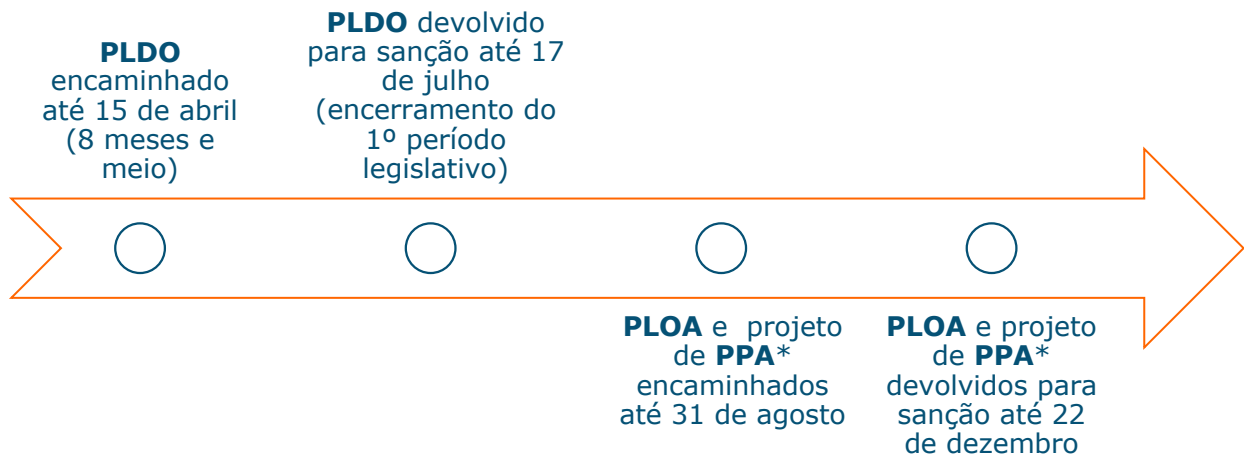 PLDO
encaminhado
até 15 de abril
(8 meses e
meio)
PLDO devolvido
para sanção até 17
de julho
(encerramento do
1º período
legislativo)
PLOA e projeto
de PPA*
encaminhados
até 31 de agosto
PLOA e projeto
de PPA*
devolvidos para
sanção até 22
de dezembro